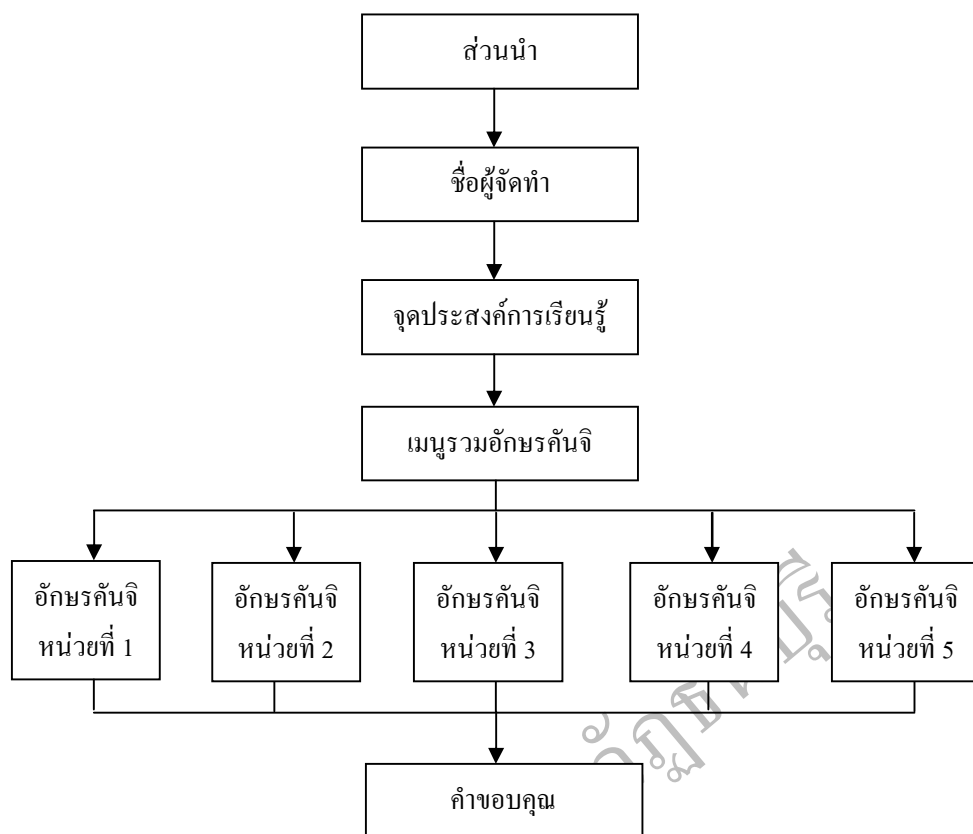 ส่วนนำ
ชื่อผู้จัดทำ
จุดประสงค์การเรียนรู้
เมนูรวมอักษรคันจิ
อักษรคันจิ
หน่วยที่ 1
อักษรคันจิ
หน่วยที่ 2
อักษรคันจิ
หน่วยที่ 3
อักษรคันจิ
หน่วยที่ 4
อักษรคันจิ
หน่วยที่ 5
คำขอบคุณ